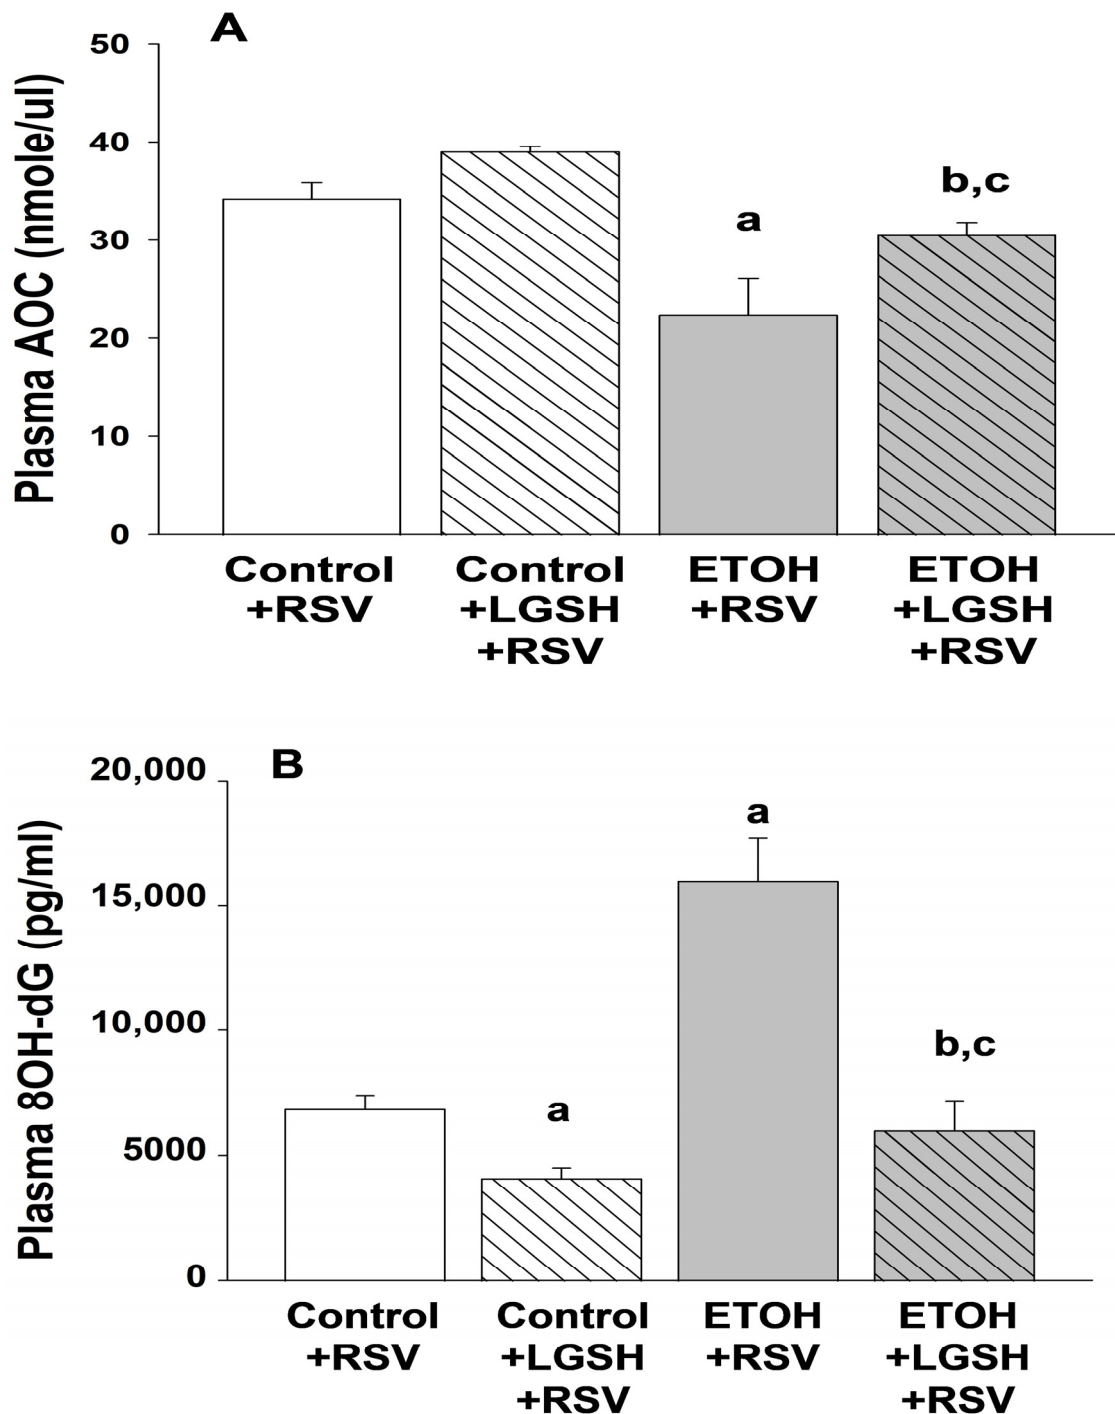 A
50
40
30
20
10
0
Plasma AOC (nmole/ul)
a
b,c
Control
+RSV
Control
+LGSH
+RSV
ETOH
+RSV
ETOH
+LGSH
+RSV
B
20,000
15,000
10,000
5000
0
Plasma 8OH-dG (pg/ml)
a
a
b,c
Control
+RSV
Control
+LGSH
+RSV
ETOH
+RSV
ETOH
+LGSH
+RSV